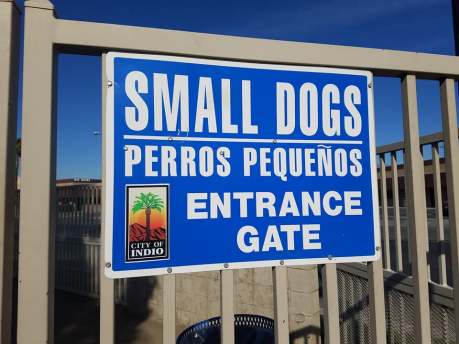 SMALL DOGS
PERROS PEQUEÑOS
ENTRANCE
GATE
CITY OF
INDIO